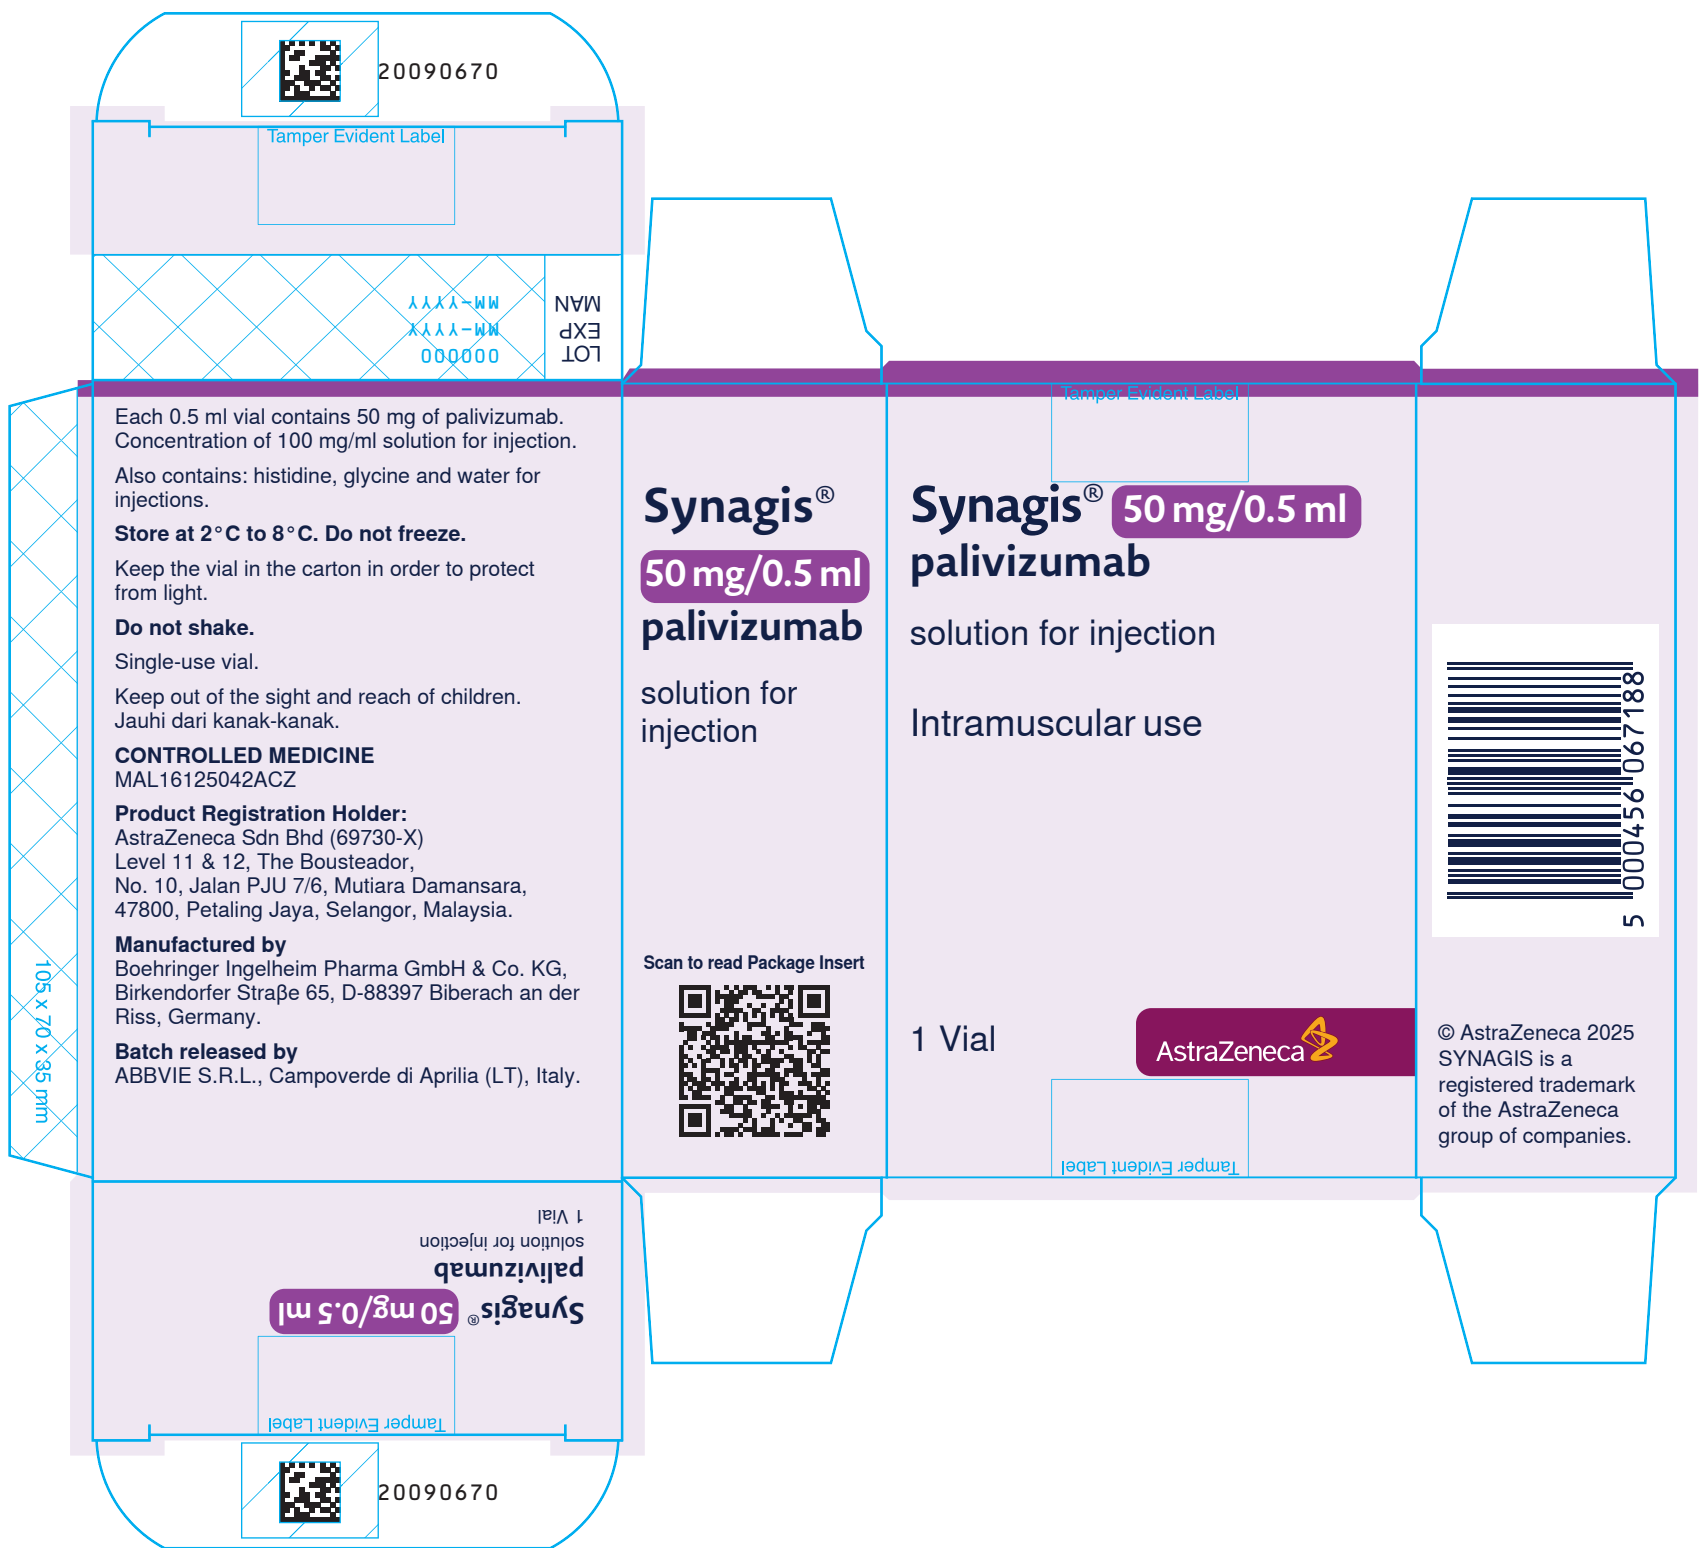 20090670
Tamper Evident Label
MAN MM-YYYY
EXP MM-YYYY
LOT 000000
Each 0.5 ml vial contains 50 mg of palivizumab.
Concentration of 100 mg/ml solution for injection.
Also contains: histidine, glycine and water for
injections.
Store at 2°C to 8°C. Do not freeze.
Keep the vial in the carton in order to protect
from light.
Do not shake.
Single-use vial.
Keep out of the sight and reach of children.
Jauhi dari kanak-kanak.
CONTROLLED MEDICINE
MAL16125042ACZ
Product Registration Holder:
AstraZeneca Sdn Bhd (69730-X)
Level 11 & 12, The Bousteador,
No. 10, Jalan PJU 7/6, Mutiara Damansara,
47800, Petaling Jaya, Selangor, Malaysia.
Manufactured by
Boehringer Ingelheim Pharma GmbH & Co. KG,
Birkendorfer Straβe 65, D-88397 Biberach an der
Riss, Germany.
Batch released by
ABBVIE S.R.L., Campoverde di Aprilia (LT), Italy.
105 x 70 x 35 mm
Synagis®
50 mg/0.5 ml
palivizumab
solution for
injection
Scan to read Package Insert
Tamper Evident Label
Synagis® 50 mg/0.5 ml
palivizumab
solution for injection
Intramuscular use
1 Vial
AstraZeneca
Tamper Evident Label
5 000456 067188
© AstraZeneca 2025
SYNAGIS is a
registered trademark
of the AstraZeneca
group of companies.
Synagis® 50 mg/0.5 ml
palivizumab
solution for injection
1 Vial
Tamper Evident Label
20090670